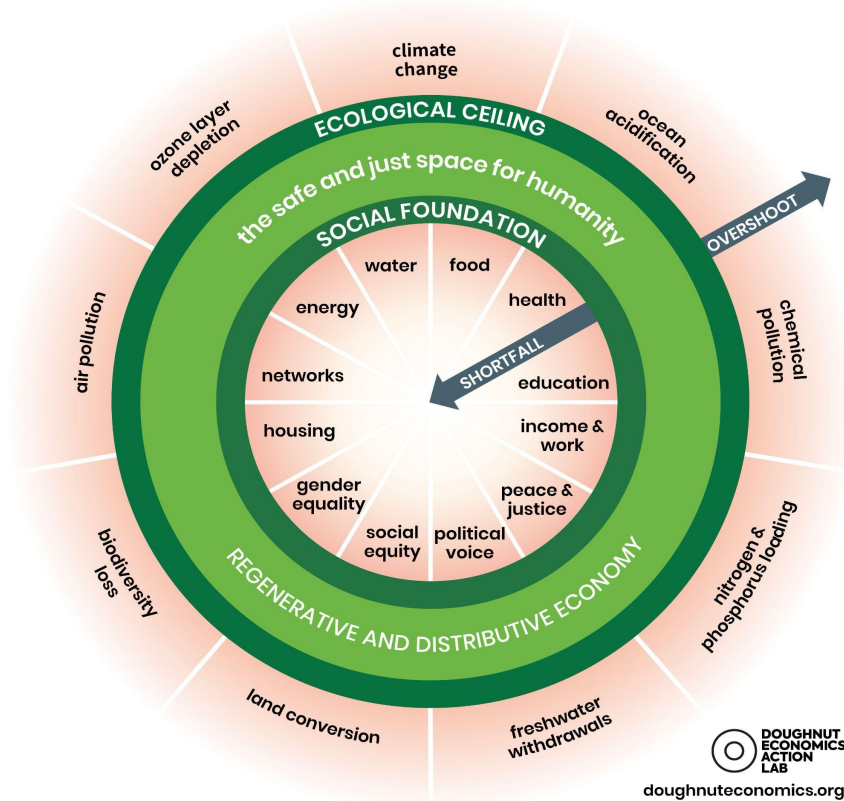 climate
change
ozone layer
depletion
ocean
acidification
ECOLOGICAL CEILING
the safe and just space for humanity
SOCIAL FOUNDATION
OVERSHOOT
water
food
energy
health
SHORTFALL
air pollution
chemical
pollution
networks
education
housing
income &
work
gender
equality
peace &
justice
social
equity
political
voice
biodiversity
loss
nitrogen &
phosphorus loading
REGENERATIVE AND DISTRIBUTIVE ECONOMY
land conversion
freshwater
withdrawals
DOUGHNUT
ECONOMICS
ACTION
LAB
doughnuteconomics.org